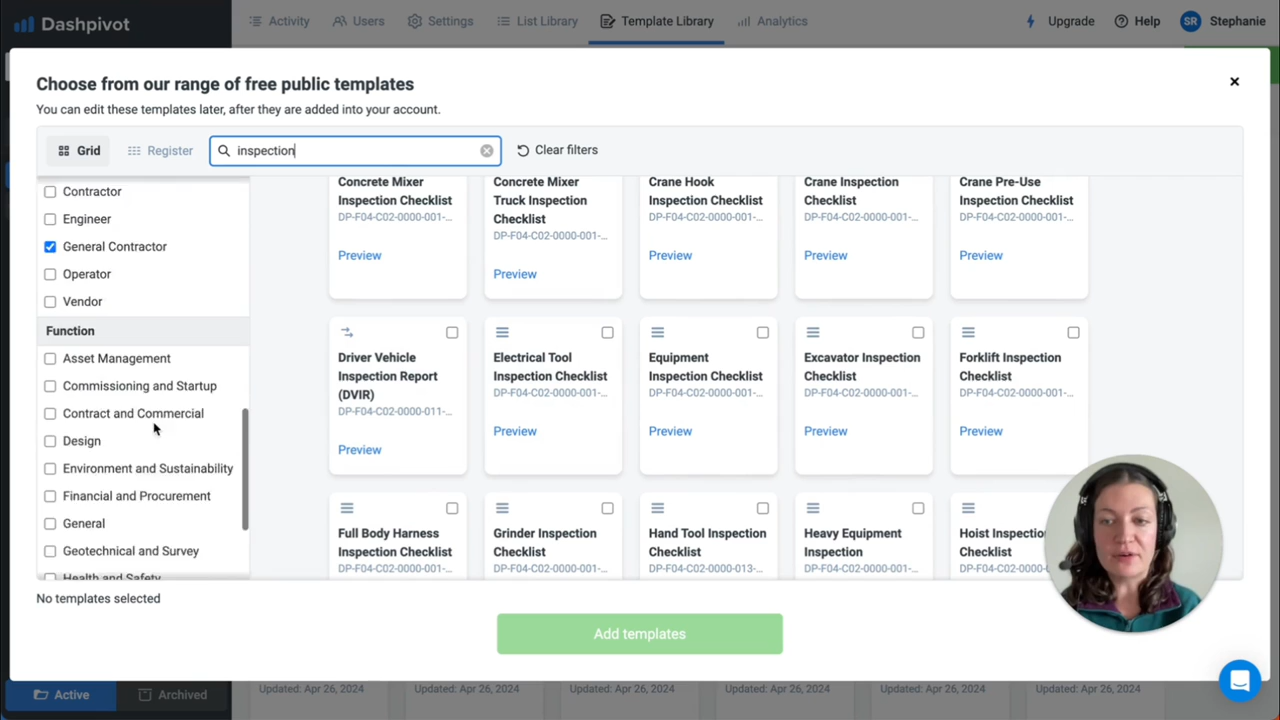 Dashpivot
Activity
Users
Settings
List Library
Template Library
Analytics
Upgrade
Help
SR
Stephanie
Choose from our range of free public templates
You can edit these templates later, after they are added into your account.
Grid
Register
inspection
Clear filters
Contractor
Engineer
General Contractor
Operator
Vendor
Function
Asset Management
Commissioning and Startup
Contract and Commercial
Design
Environment and Sustainability
Financial and Procurement
General
Geotechnical and Survey
Health and Safety
Concrete Mixer
Inspection Checklist
DP-F04-C02-0000-001-...
Preview
Concrete Mixer
Truck Inspection
Checklist
DP-F04-C02-0000-001-...
Preview
Crane Hook
Inspection Checklist
DP-F04-C02-0000-001-...
Preview
Crane Inspection
Checklist
DP-F04-C02-0000-001-...
Preview
Crane Pre-Use
Inspection Checklist
DP-F04-C02-0000-001-...
Preview
Driver Vehicle
Inspection Report
(DVIR)
DP-F04-C02-0000-011-...
Preview
Electrical Tool
Inspection Checklist
DP-F04-C02-0000-001-...
Preview
Equipment
Inspection Checklist
DP-F04-C02-0000-001-...
Preview
Excavator Inspection
Checklist
DP-F04-C02-0000-001-...
Preview
Forklift Inspection
Checklist
DP-F04-C02-0000-001-...
Preview
Full Body Harness
Inspection Checklist
DP-F04-C02-0000-001-...
Grinder Inspection
Checklist
DP-F04-C02-0000-001-...
Hand Tool Inspection
Checklist
DP-F04-C02-0000-013-...
Heavy Equipment
Inspection
DP-F04-C02-0000-001-...
Hoist Inspection
Checklist
DP-F04-C02-0000-0
No templates selected
Add templates
Active
Archived
Updated: Apr 26, 2024
Updated: Apr 26, 2024
Updated: Apr 26, 2024
Updated: Apr 26, 2024
Updated: Apr 26, 2024
Updated: Apr 26, 2024